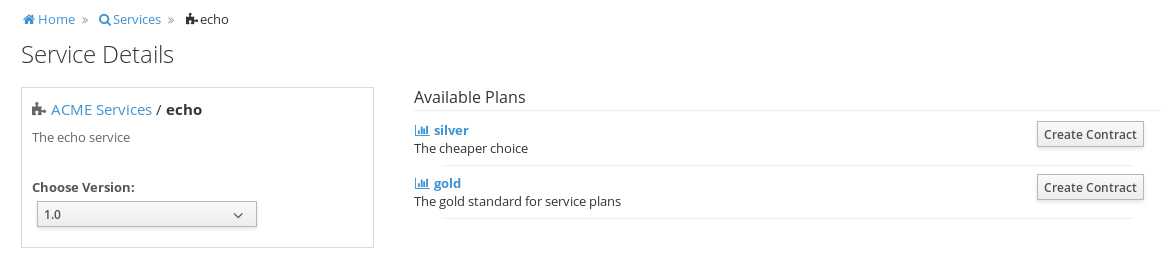 Home » Services » echo
Service Details
ACME Services / echo
The echo service
Choose Version:
1.0
Available Plans
silver
The cheaper choice
Create Contract
gold
The gold standard for service plans
Create Contract